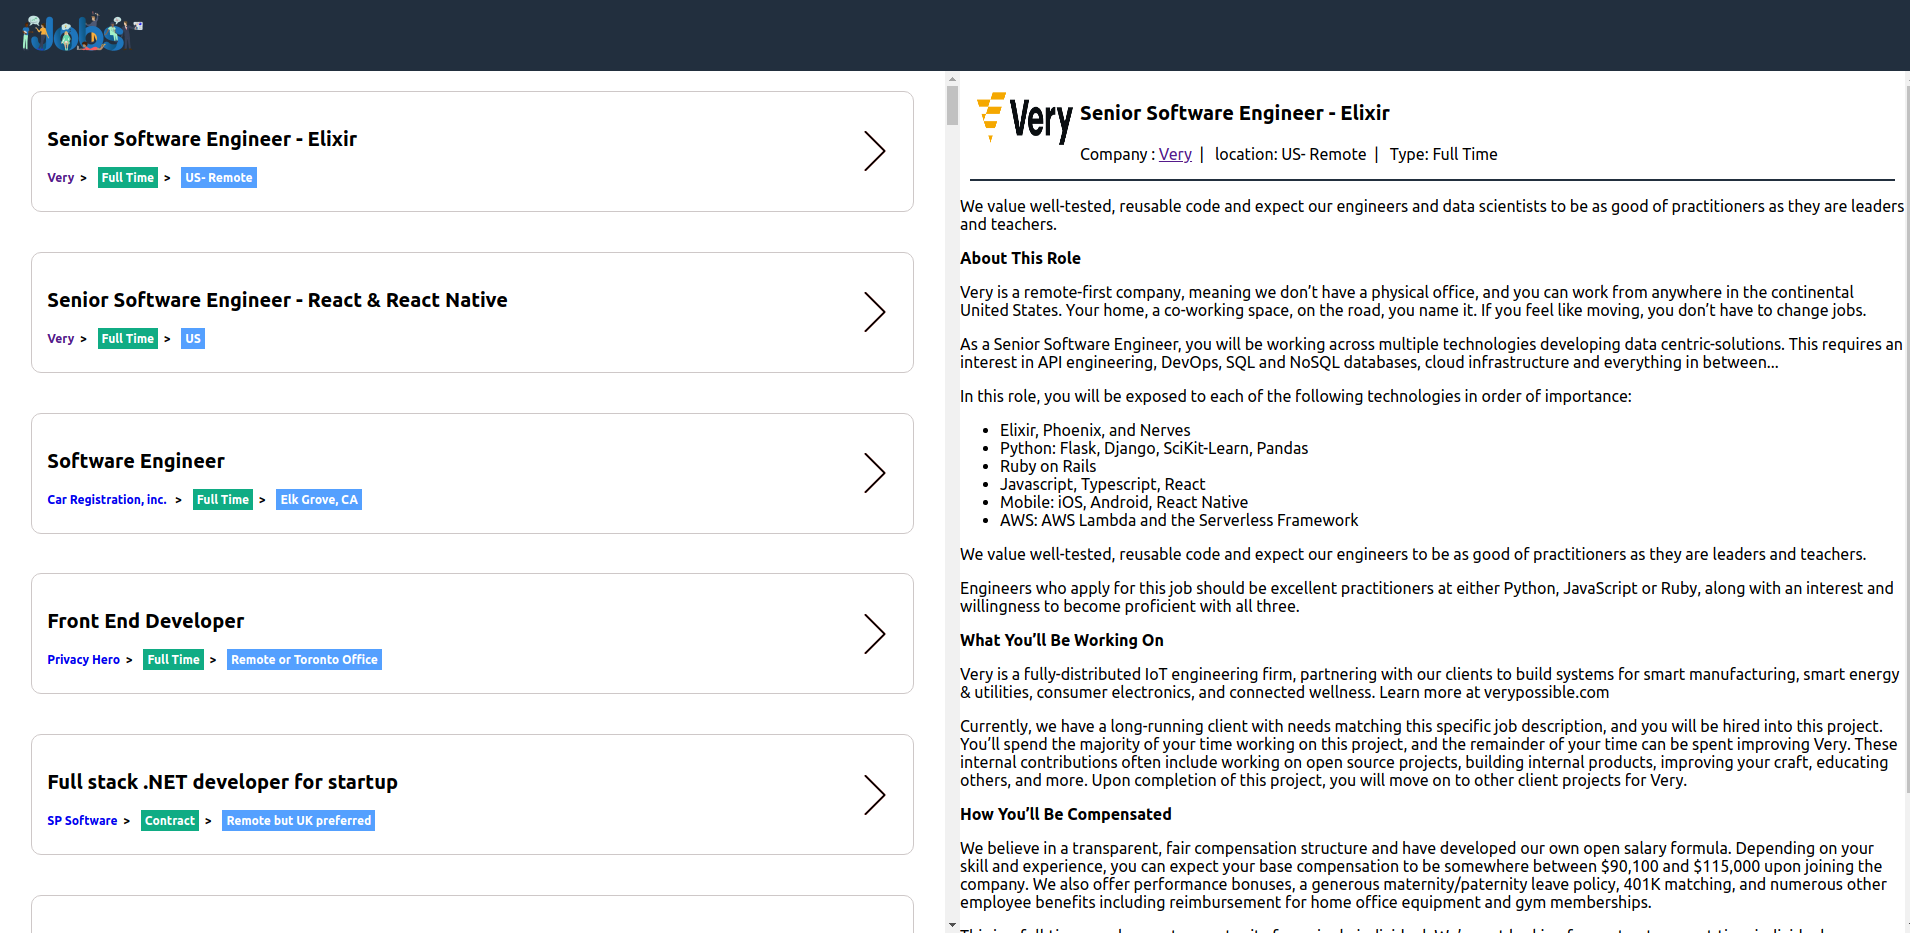 iJobs
Senior Software Engineer - Elixir
Very > Full Time > US- Remote
Senior Software Engineer - React & React Native
Very > Full Time > US
Software Engineer
Car Registration, inc. > Full Time > Elk Grove, CA
Front End Developer
Privacy Hero > Full Time > Remote or Toronto Office
Full stack .NET developer for startup
SP Software > Contract > Remote but UK preferred
Very
Senior Software Engineer - Elixir
Company : Very | location: US- Remote | Type: Full Time
We value well-tested, reusable code and expect our engineers and data scientists to be as good of practitioners as they are leaders
and teachers.
About This Role
Very is a remote-first company, meaning we don’t have a physical office, and you can work from anywhere in the continental
United States. Your home, a co-working space, on the road, you name it. If you feel like moving, you don’t have to change jobs.
As a Senior Software Engineer, you will be working across multiple technologies developing data centric-solutions. This requires an
interest in API engineering, DevOps, SQL and NoSQL databases, cloud infrastructure and everything in between…
In this role, you will be exposed to each of the following technologies in order of importance:
• Elixir, Phoenix, and Nerves
• Python: Flask, Django, SciKit-Learn, Pandas
• Ruby on Rails
• Javascript, Typescript, React
• Mobile: iOS, Android, React Native
• AWS: AWS Lambda and the Serverless Framework
We value well-tested, reusable code and expect our engineers to be as good of practitioners as they are leaders and teachers.
Engineers who apply for this job should be excellent practitioners at either Python, JavaScript or Ruby, along with an interest and
willingness to become proficient with all three.
What You’ll Be Working On
Very is a fully-distributed IoT engineering firm, partnering with our clients to build systems for smart manufacturing, smart energy
& utilities, consumer electronics, and connected wellness. Learn more at verypossible.com
Currently, we have a long-running client with needs matching this specific job description, and you will be hired into this project.
You’ll spend the majority of your time working on this project, and the remainder of your time can be spent improving Very. These
internal contributions often include working on open source projects, building internal products, improving your craft, educating
others, and more. Upon completion of this project, you will move on to other client projects for Very.
How You’ll Be Compensated
We believe in a transparent, fair compensation structure and have developed our own open salary formula. Depending on your
skill and experience, you can expect your base compensation to be somewhere between $90,100 and $115,000 upon joining the
company. We also offer performance bonuses, a generous maternity/paternity leave policy, 401K matching, and numerous other
employee benefits including reimbursement for home office equipment and gym memberships.